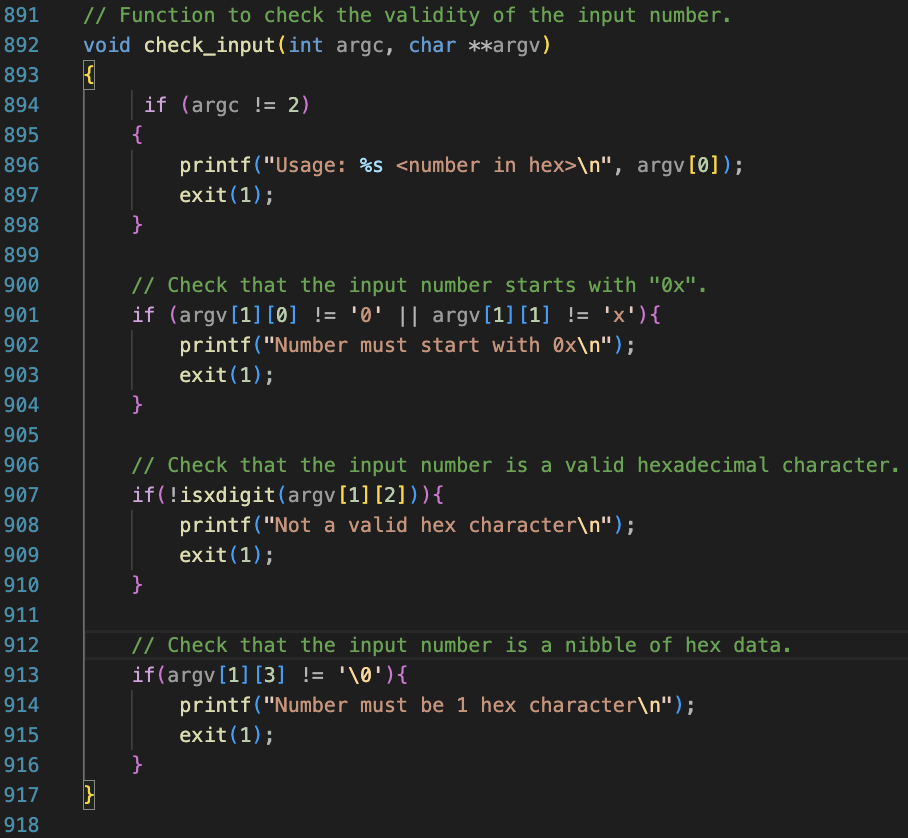 891 // Function to check the validity of the input number.
892 void check_input(int argc, char **argv)
893 {
894 if (argc != 2)
895 {
896 printf("Usage: %s <number in hex>\n", argv[0]);
897 exit(1);
898 }
899
900 // Check that the input number starts with "0x".
901 if (argv[1][0] != '0' || argv[1][1] != 'x'){
902 printf("Number must start with 0x\n");
903 exit(1);
904 }
905
906 // Check that the input number is a valid hexadecimal character.
907 if(!isxdigit(argv[1][2])){
908 printf("Not a valid hex character\n");
909 exit(1);
910 }
911
912 // Check that the input number is a nibble of hex data.
913 if(argv[1][3] != '\0'){
914 printf("Number must be 1 hex character\n");
915 exit(1);
916 }
917 }
918